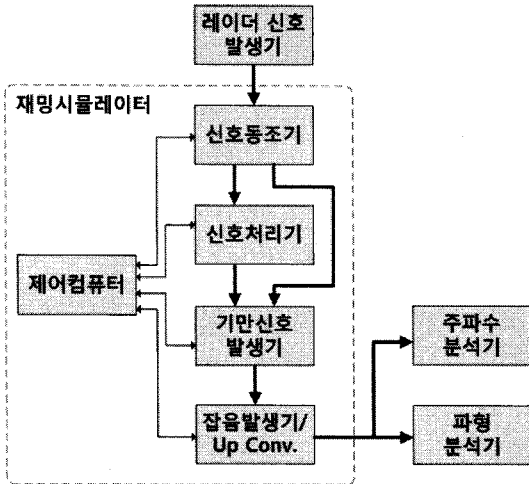 레이더 신호
발생기
재밍시뮬레이터
신호동조기
신호처리기
제어컴퓨터
기만신호
발생기
주파수
분석기
잡음발생기/
Up Conv.
파형
분석기